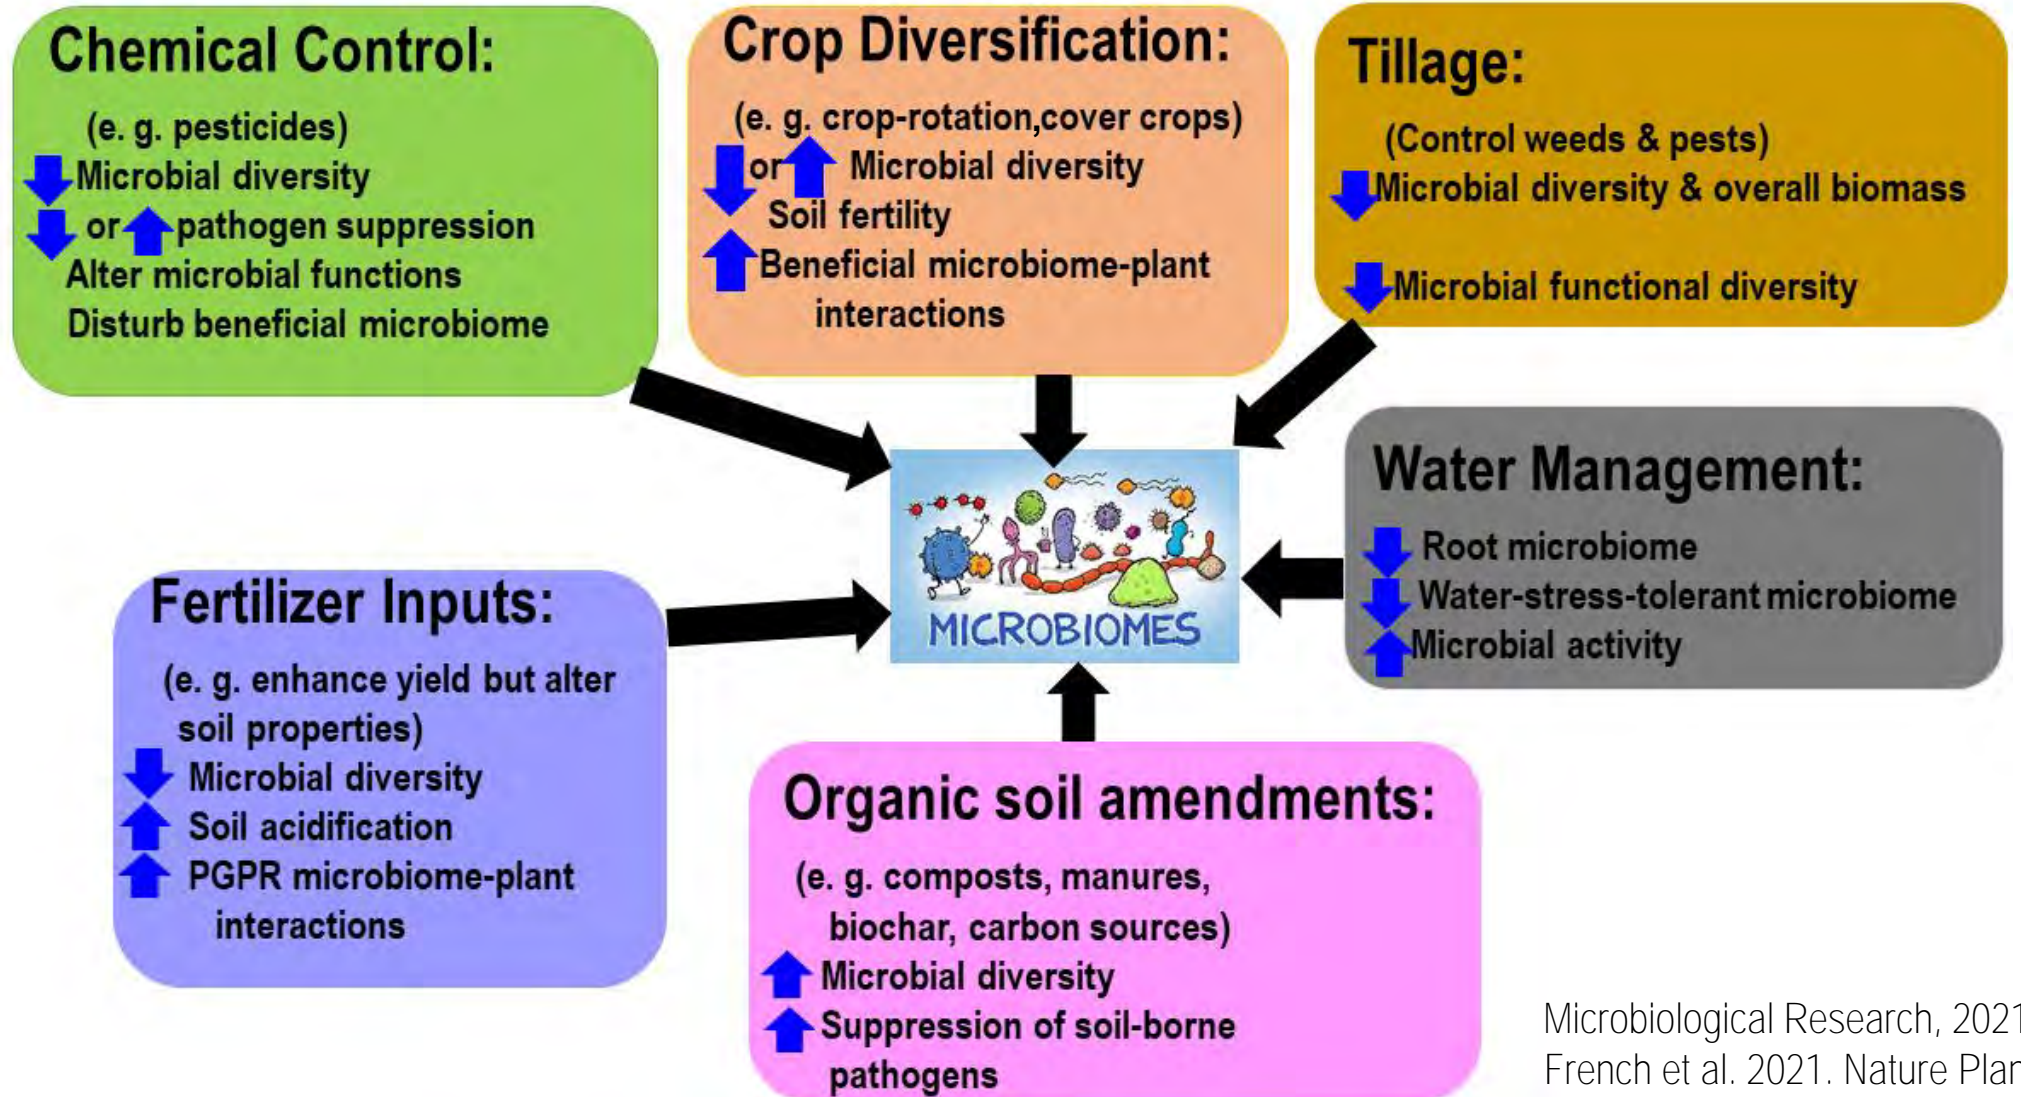 Chemical Control:
(e. g. pesticides)
Microbial diversity
or pathogen suppression
Alter microbial functions
Disturb beneficial microbiome
Crop Diversification:
(e. g. crop-rotation,cover crops)
or Microbial diversity
Soil fertility
Beneficial microbiome-plant
interactions
Tillage:
(Control weeds & pests)
Microbial diversity & overall biomass
Microbial functional diversity
Water Management:
Root microbiome
Water-stress-tolerant microbiome
Microbial activity
MICROBIOMES
Fertilizer Inputs:
(e. g. enhance yield but alter
soil properties)
Microbial diversity
Soil acidification
PGPR microbiome-plant
interactions
Organic soil amendments:
(e. g. composts, manures,
biochar, carbon sources)
Microbial diversity
Suppression of soil-borne
pathogens
Microbiological Research, 2021
French et al. 2021. Nature Plan